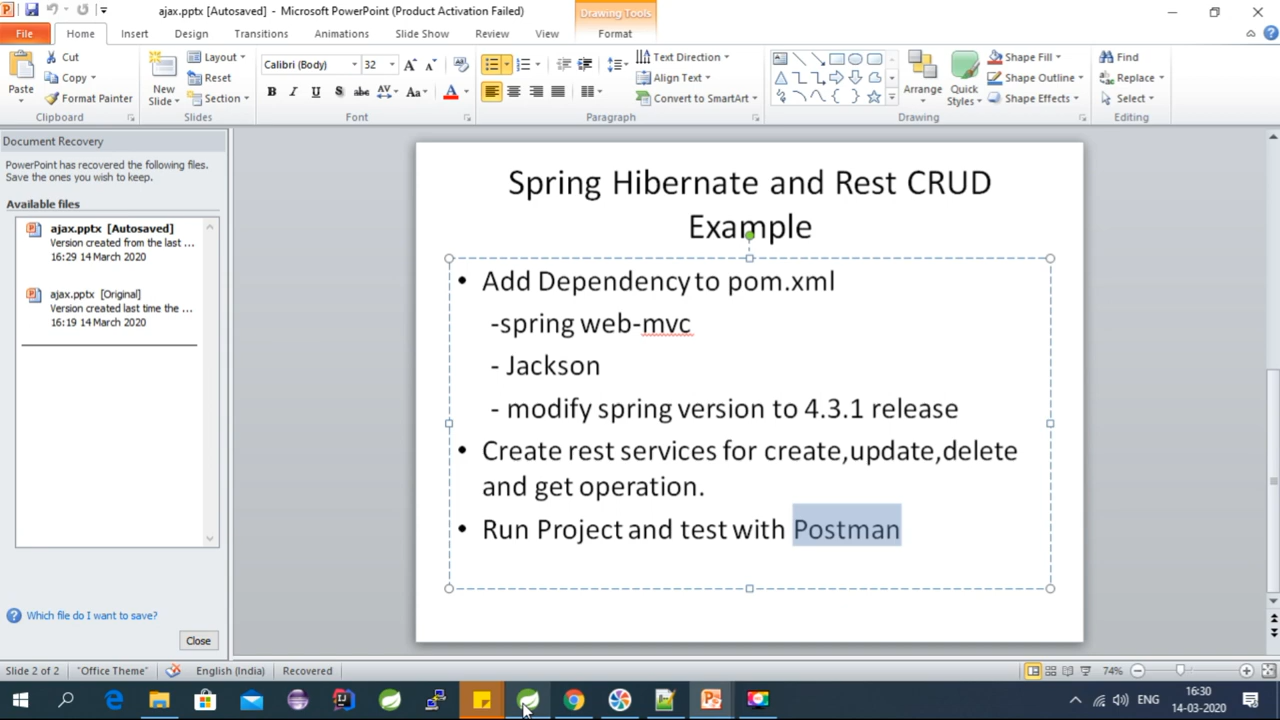 ajax.pptx [Autosaved] - Microsoft PowerPoint (Product Activation Failed)
Drawing Tools
File
Home
Insert
Design
Transitions
Animations
Slide Show
Review
View
Format
Paste
Cut
Copy
Format Painter
Clipboard
New
Slide
Layout
Reset
Section
Slides
Calibri (Body)
32
Font
Text Direction
Align Text
Convert to SmartArt
Paragraph
Arrange
Quick
Styles
Shape Fill
Shape Outline
Shape Effects
Drawing
Find
Replace
Select
Editing
Document Recovery
PowerPoint has recovered the following files.
Save the ones you wish to keep.
Available files
ajax.pptx [Autosaved]
Version created from the last ...
16:29 14 March 2020
ajax.pptx [Original]
Version created last time the ...
16:19 14 March 2020
Which file do I want to save?
Close
Spring Hibernate and Rest CRUD
Example
• Add Dependency to pom.xml
-spring web-mvc
- Jackson
- modify spring version to 4.3.1 release
• Create rest services for create,update,delete
and get operation.
• Run Project and test with Postman
Slide 2 of 2
"Office Theme"
English (India)
Recovered
74%
ENG
16:30
14-03-2020